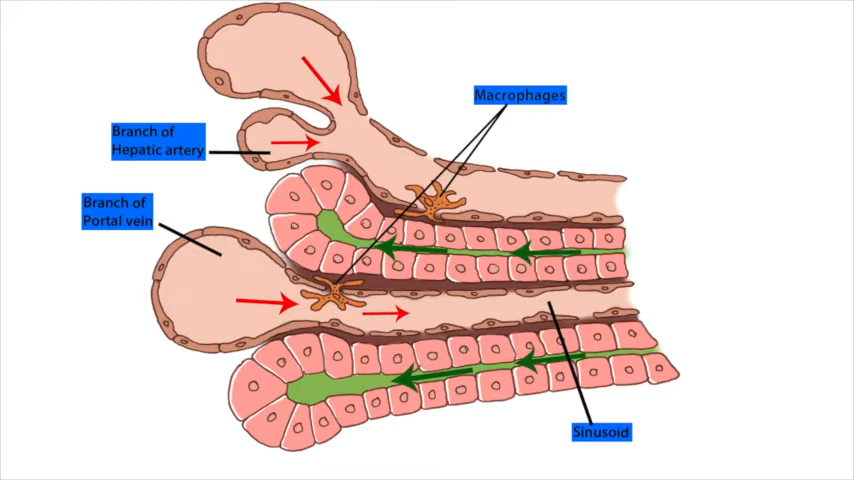 Macrophages
Branch of
Hepatic artery
Branch of
Portal vein
Sinusoid